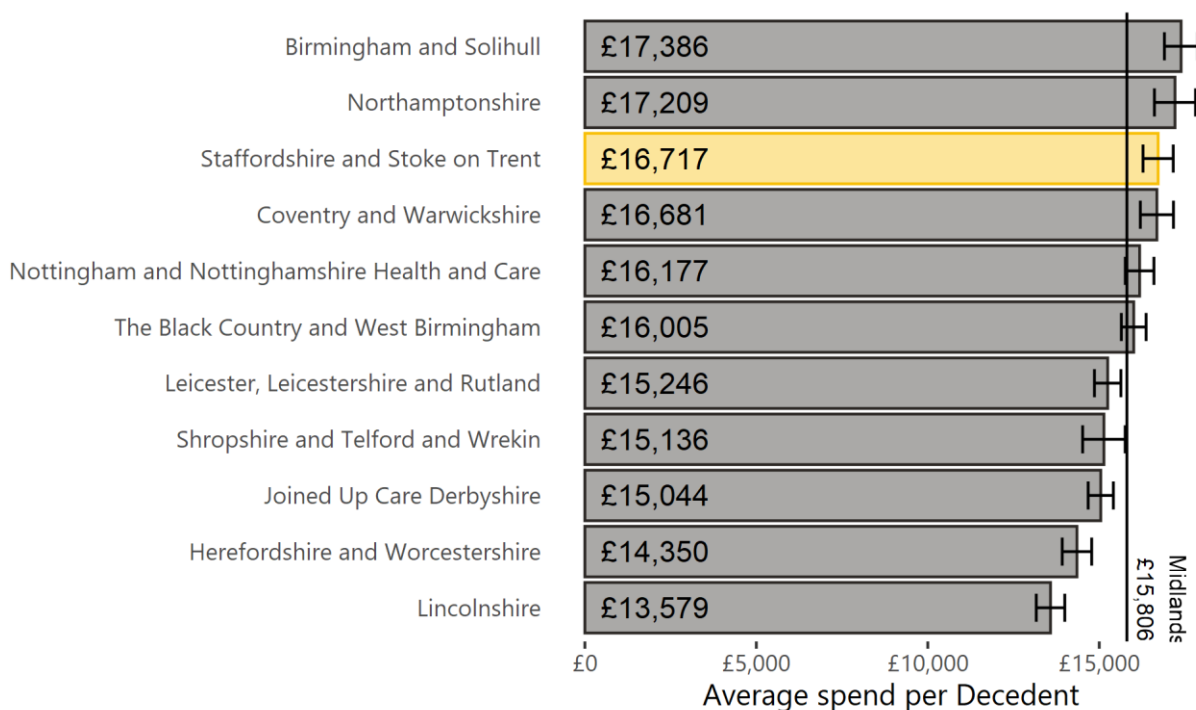 Birmingham and Solihull £17,386
Northamptonshire £17,209
Staffordshire and Stoke on Trent £16,717
Coventry and Warwickshire £16,681
Nottingham and Nottinghamshire Health and Care £16,177
The Black Country and West Birmingham £16,005
Leicester, Leicestershire and Rutland £15,246
Shropshire and Telford and Wrekin £15,136
Joined Up Care Derbyshire £15,044
Herefordshire and Worcestershire £14,350
Lincolnshire £13,579
Midlands
£15,806
£0 £5,000 £10,000 £15,000
Average spend per Decedent